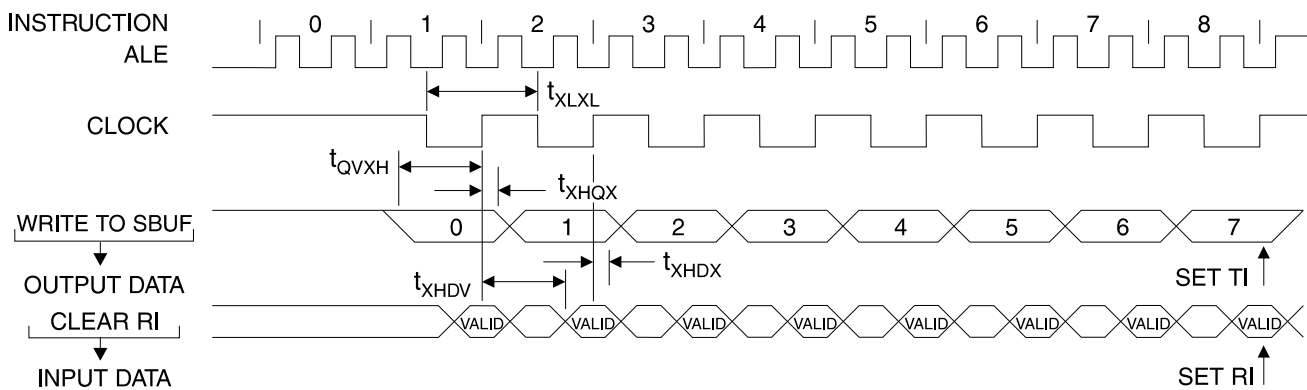 INSTRUCTION 0 1 2 3 4 5 6 7 8
ALE
tXLXL
CLOCK
tQVXH
tXHQX
WRITE TO SBUF 0 1 2 3 4 5 6 7
tXHDX
tXHDV
OUTPUT DATA SET TI
CLEAR RI VALID VALID VALID VALID VALID VALID VALID VALID
INPUT DATA SET RI